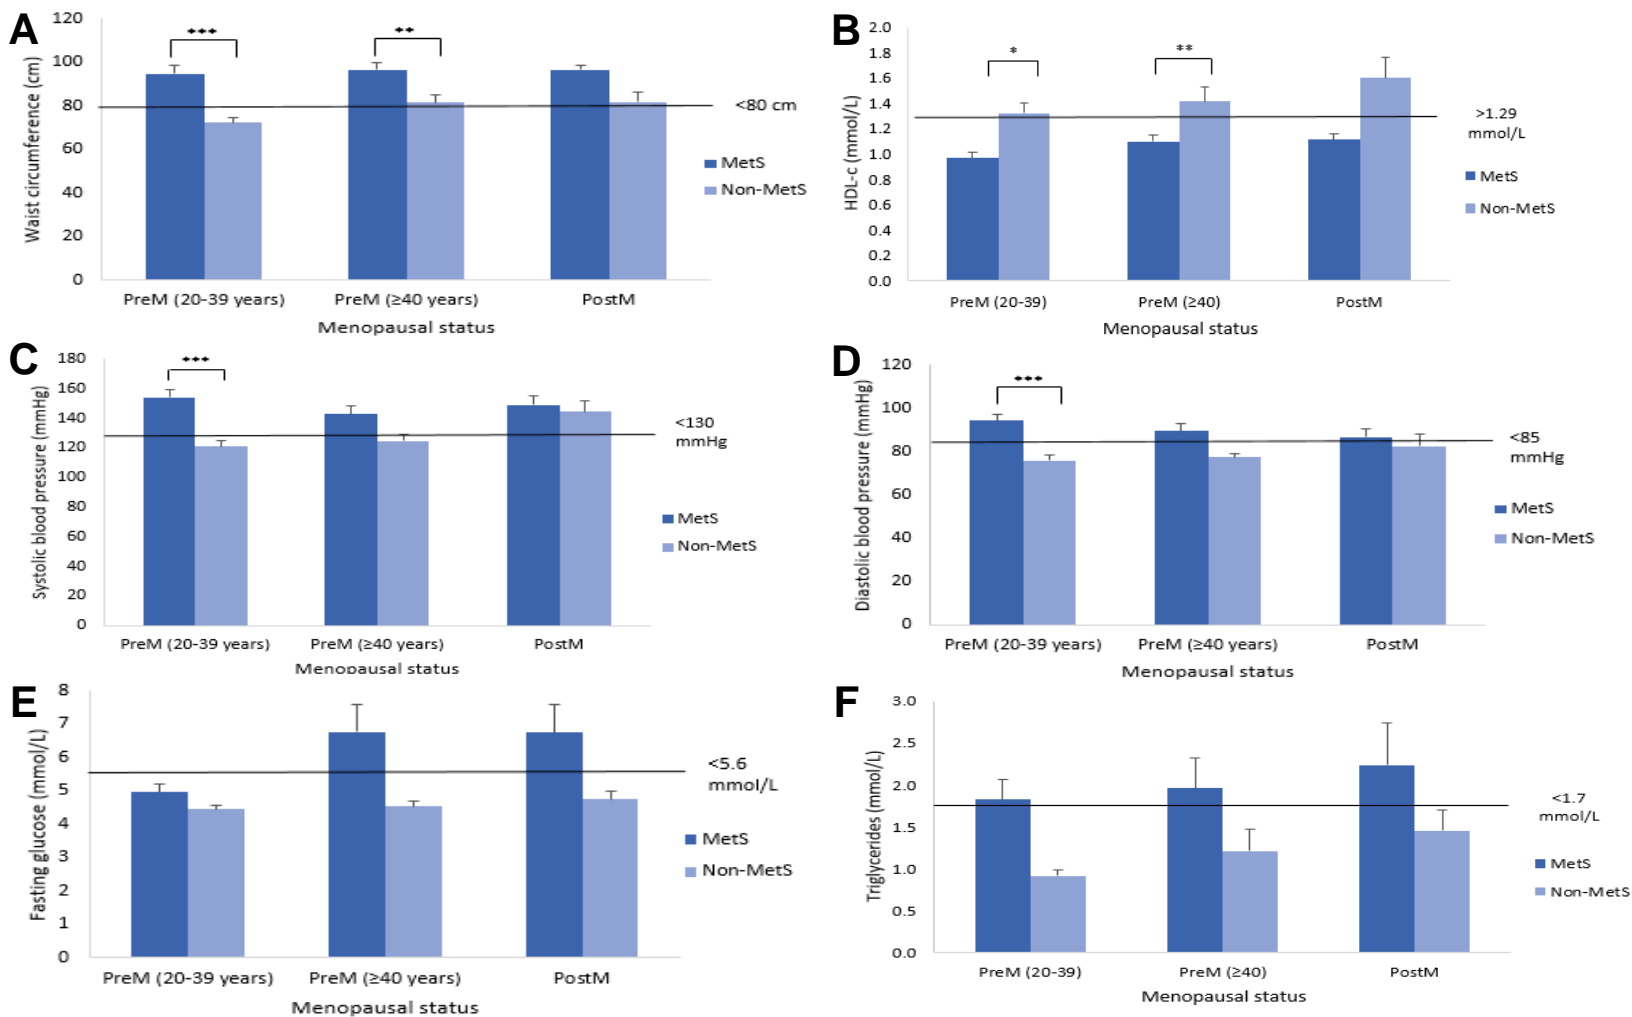 A
Waist circumference (cm)
120
100
80
60
40
20
0
***
**
<80 cm
MetS
Non-MetS
PreM (20-39 years)
PreM (≥40 years)
PostM
Menopausal status
B
HDL-c (mmol/L)
2.0
1.8
1.6
1.4
1.2
1.0
0.8
0.6
0.4
0.2
0.0
*
**
>1.29
mmol/L
MetS
Non-MetS
PreM (20-39)
PreM (≥40)
PostM
Menopausal status
C
Systolic blood pressure (mmHg)
180
160
140
120
100
80
60
40
20
0
***
<130
mmHg
MetS
Non-MetS
PreM (20-39 years)
PreM (≥40 years)
PostM
Menopausal status
D
Diastolic blood pressure (mmHg)
120
100
80
60
40
20
0
***
<85
mmHg
MetS
Non-MetS
PreM (20-39 years)
PreM (≥40 years)
PostM
Menopausal status
E
Fasting glucose (mmol/L)
8
7
6
5
4
3
2
1
0
<5.6
mmol/L
MetS
Non-MetS
PreM (20-39 years)
PreM (≥40 years)
PostM
Menopausal status
F
Triglycerides (mmol/L)
3.0
2.5
2.0
1.5
1.0
0.5
0.0
<1.7
mmol/L
MetS
Non-MetS
PreM (20-39)
PreM (≥40)
PostM
Menopausal status